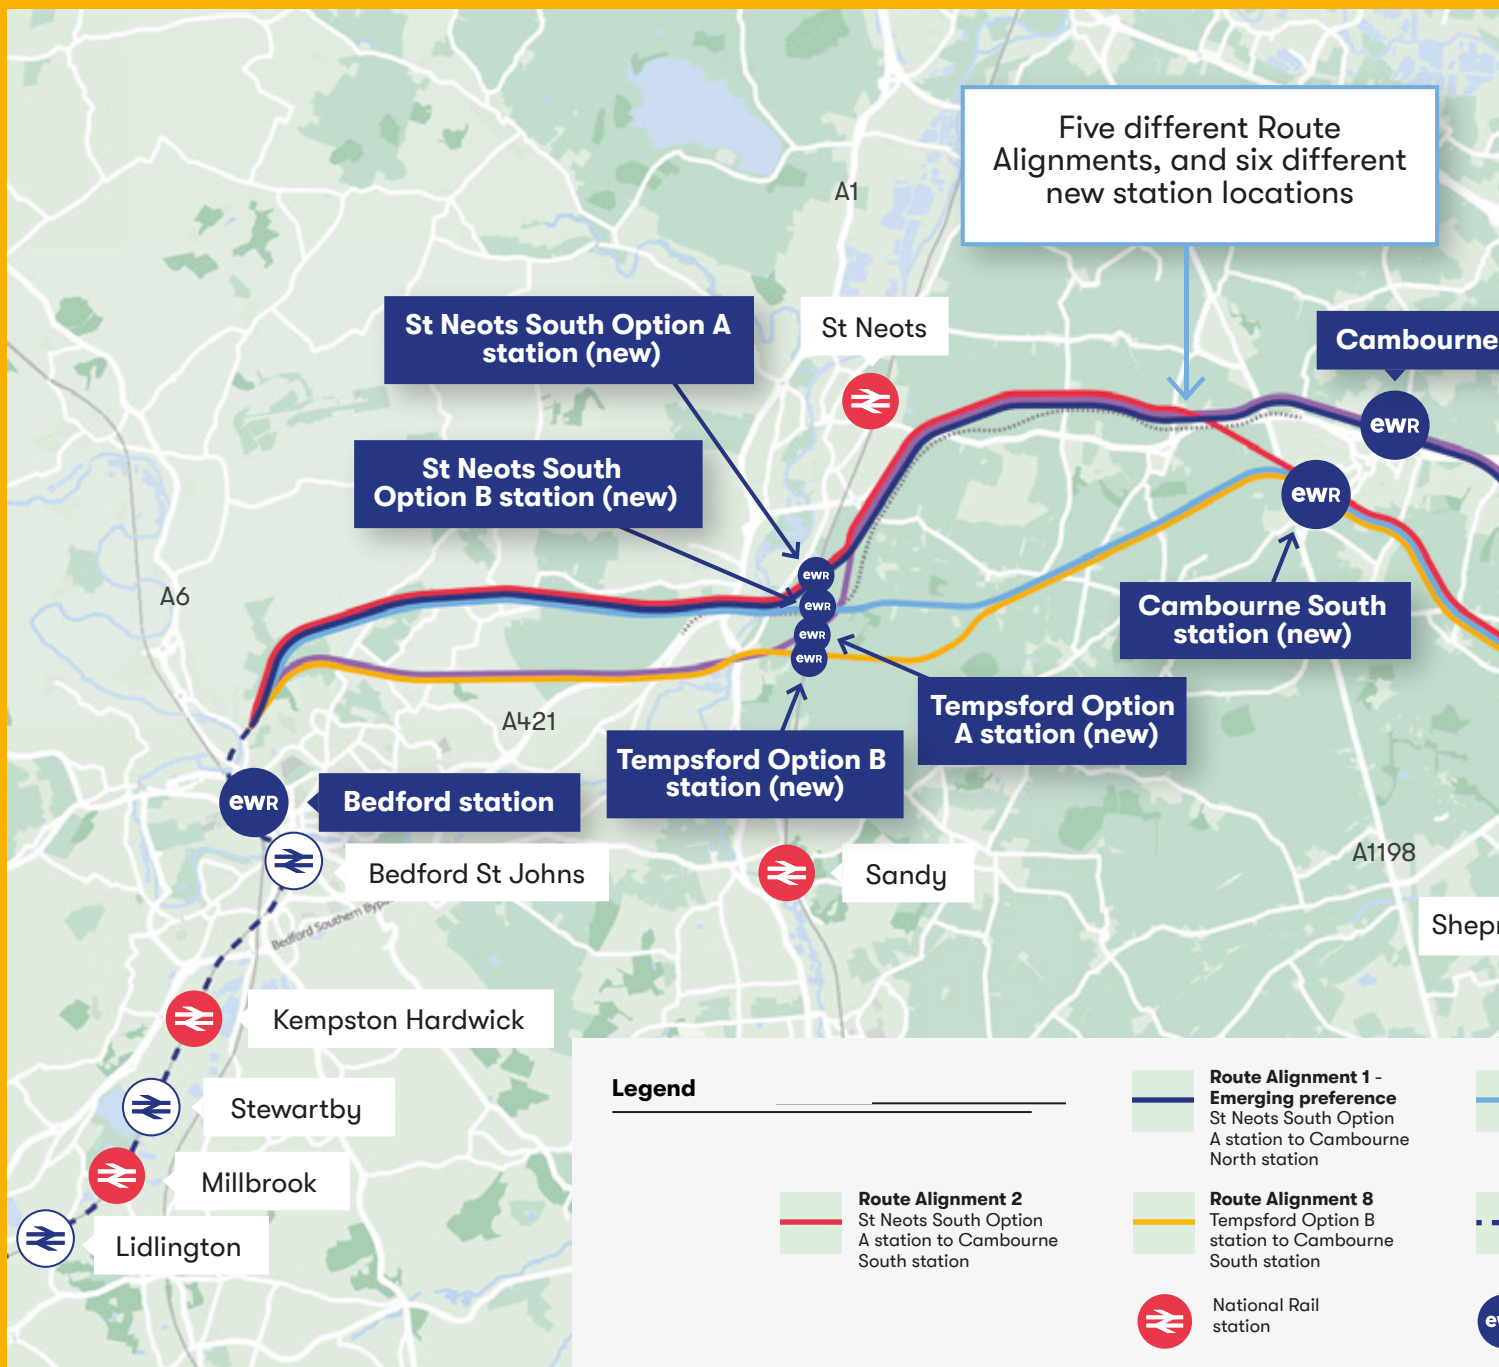 Five different Route
Alignments, and six different
new station locations
A1
St Neots South Option A
station (new)
St Neots
Cambourne
ewR
St Neots South
Option B station (new)
ewR
A6
ewR
ewR
ewR
ewR
Cambourne South
station (new)
Tempsford Option
A station (new)
A421
Tempsford Option B
station (new)
ewR
Bedford station
Bedford St Johns
Sandy
A1198
Bedford Southern Byp
Shepr
Kempston Hardwick
Stewartby
Millbrook
Lidlington
Legend
Route Alignment 1 -
Emerging preference
St Neots South Option
A station to Cambourne
North station
Route Alignment 2
St Neots South Option
A station to Cambourne
South station
Route Alignment 8
Tempsford Option B
station to Cambourne
South station
National Rail
station